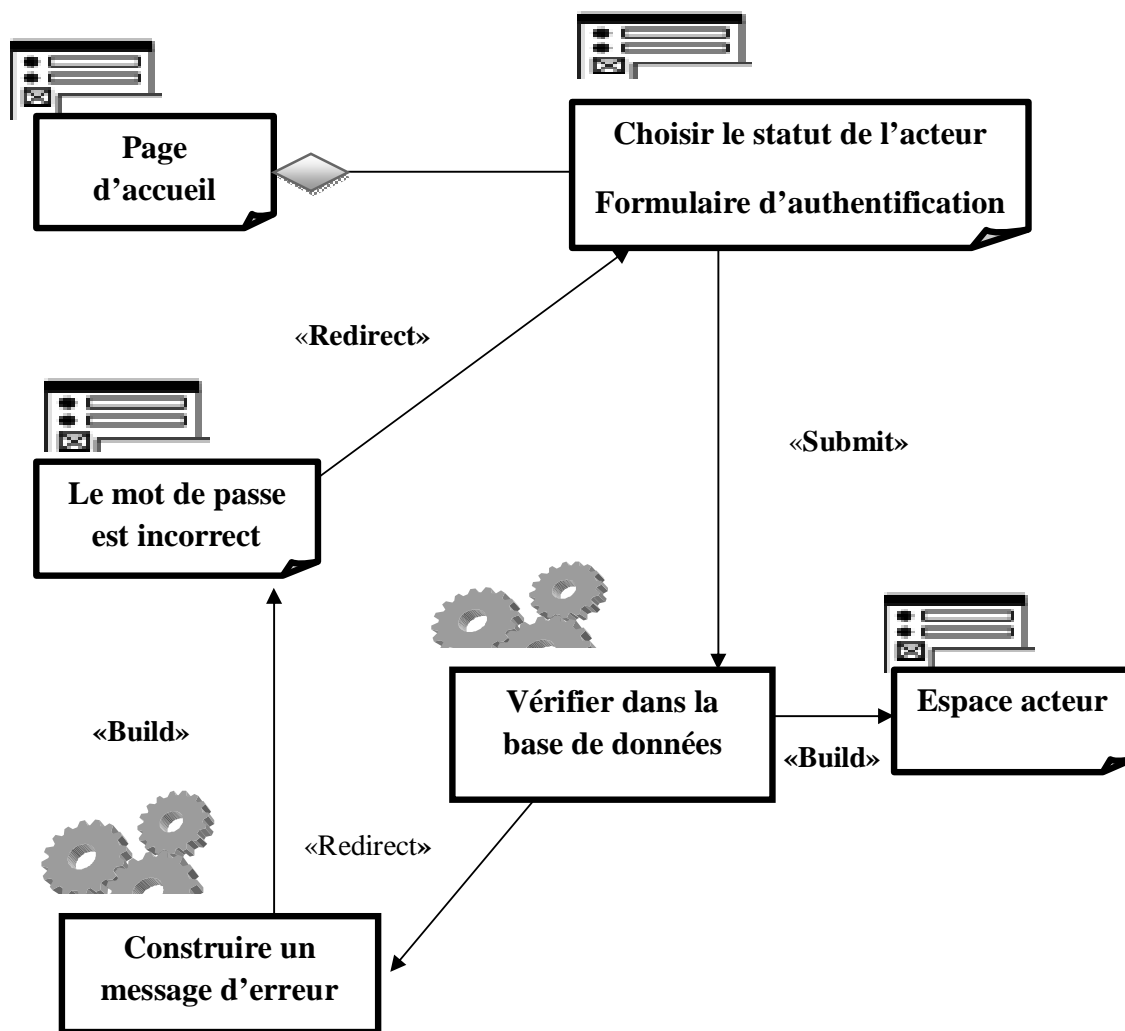 Page
d’accueil
Choisir le statut de l’acteur
Formulaire d’authentification
«Redirect»
Le mot de passe
est incorrect
«Submit»
Vérifier dans la
base de données
Espace acteur
«Build»
«Build»
«Redirect»
Construire un
message d’erreur